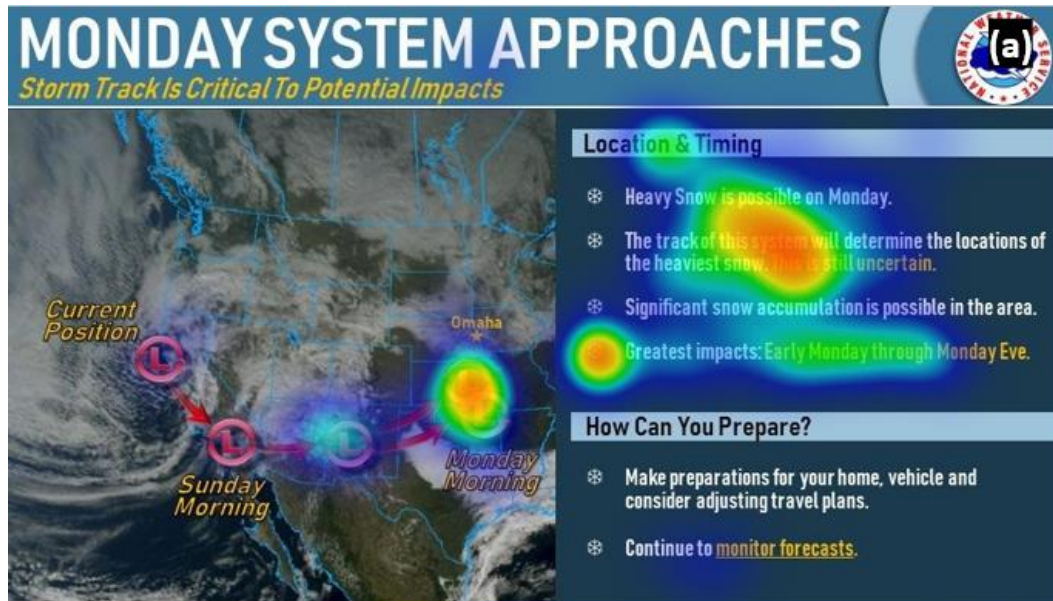 MONDAY SYSTEM APPROACHES
Storm Track Is Critical To Potential Impacts
NATIONAL WEATHER SERVICE
(a)
Current
Position
L
L
Sunday
Morning
L
Omaha
Monday
Morning
Location & Timing
Heavy Snow is possible on Monday.
The track of this system will determine the locations of
the heaviest snow. This is still uncertain.
Significant snow accumulation is possible in the area.
Greatest impacts: Early Monday through Monday Eve.
How Can You Prepare?
Make preparations for your home, vehicle and
consider adjusting travel plans.
Continue to monitor forecasts.